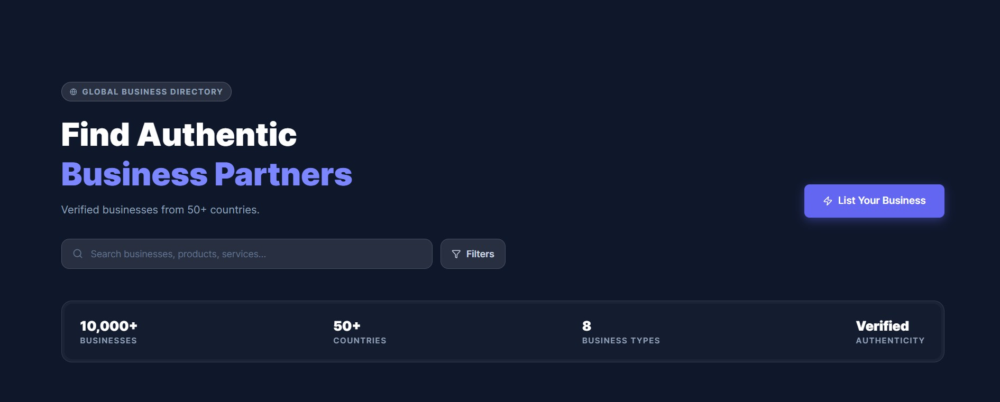 GLOBAL BUSINESS DIRECTORY
Find Authentic
Business Partners
Verified businesses from 50+ countries.
List Your Business
Search businesses, products, services...
Filters
10,000+
BUSINESSES
50+
COUNTRIES
8
BUSINESS TYPES
Verified
AUTHENTICITY